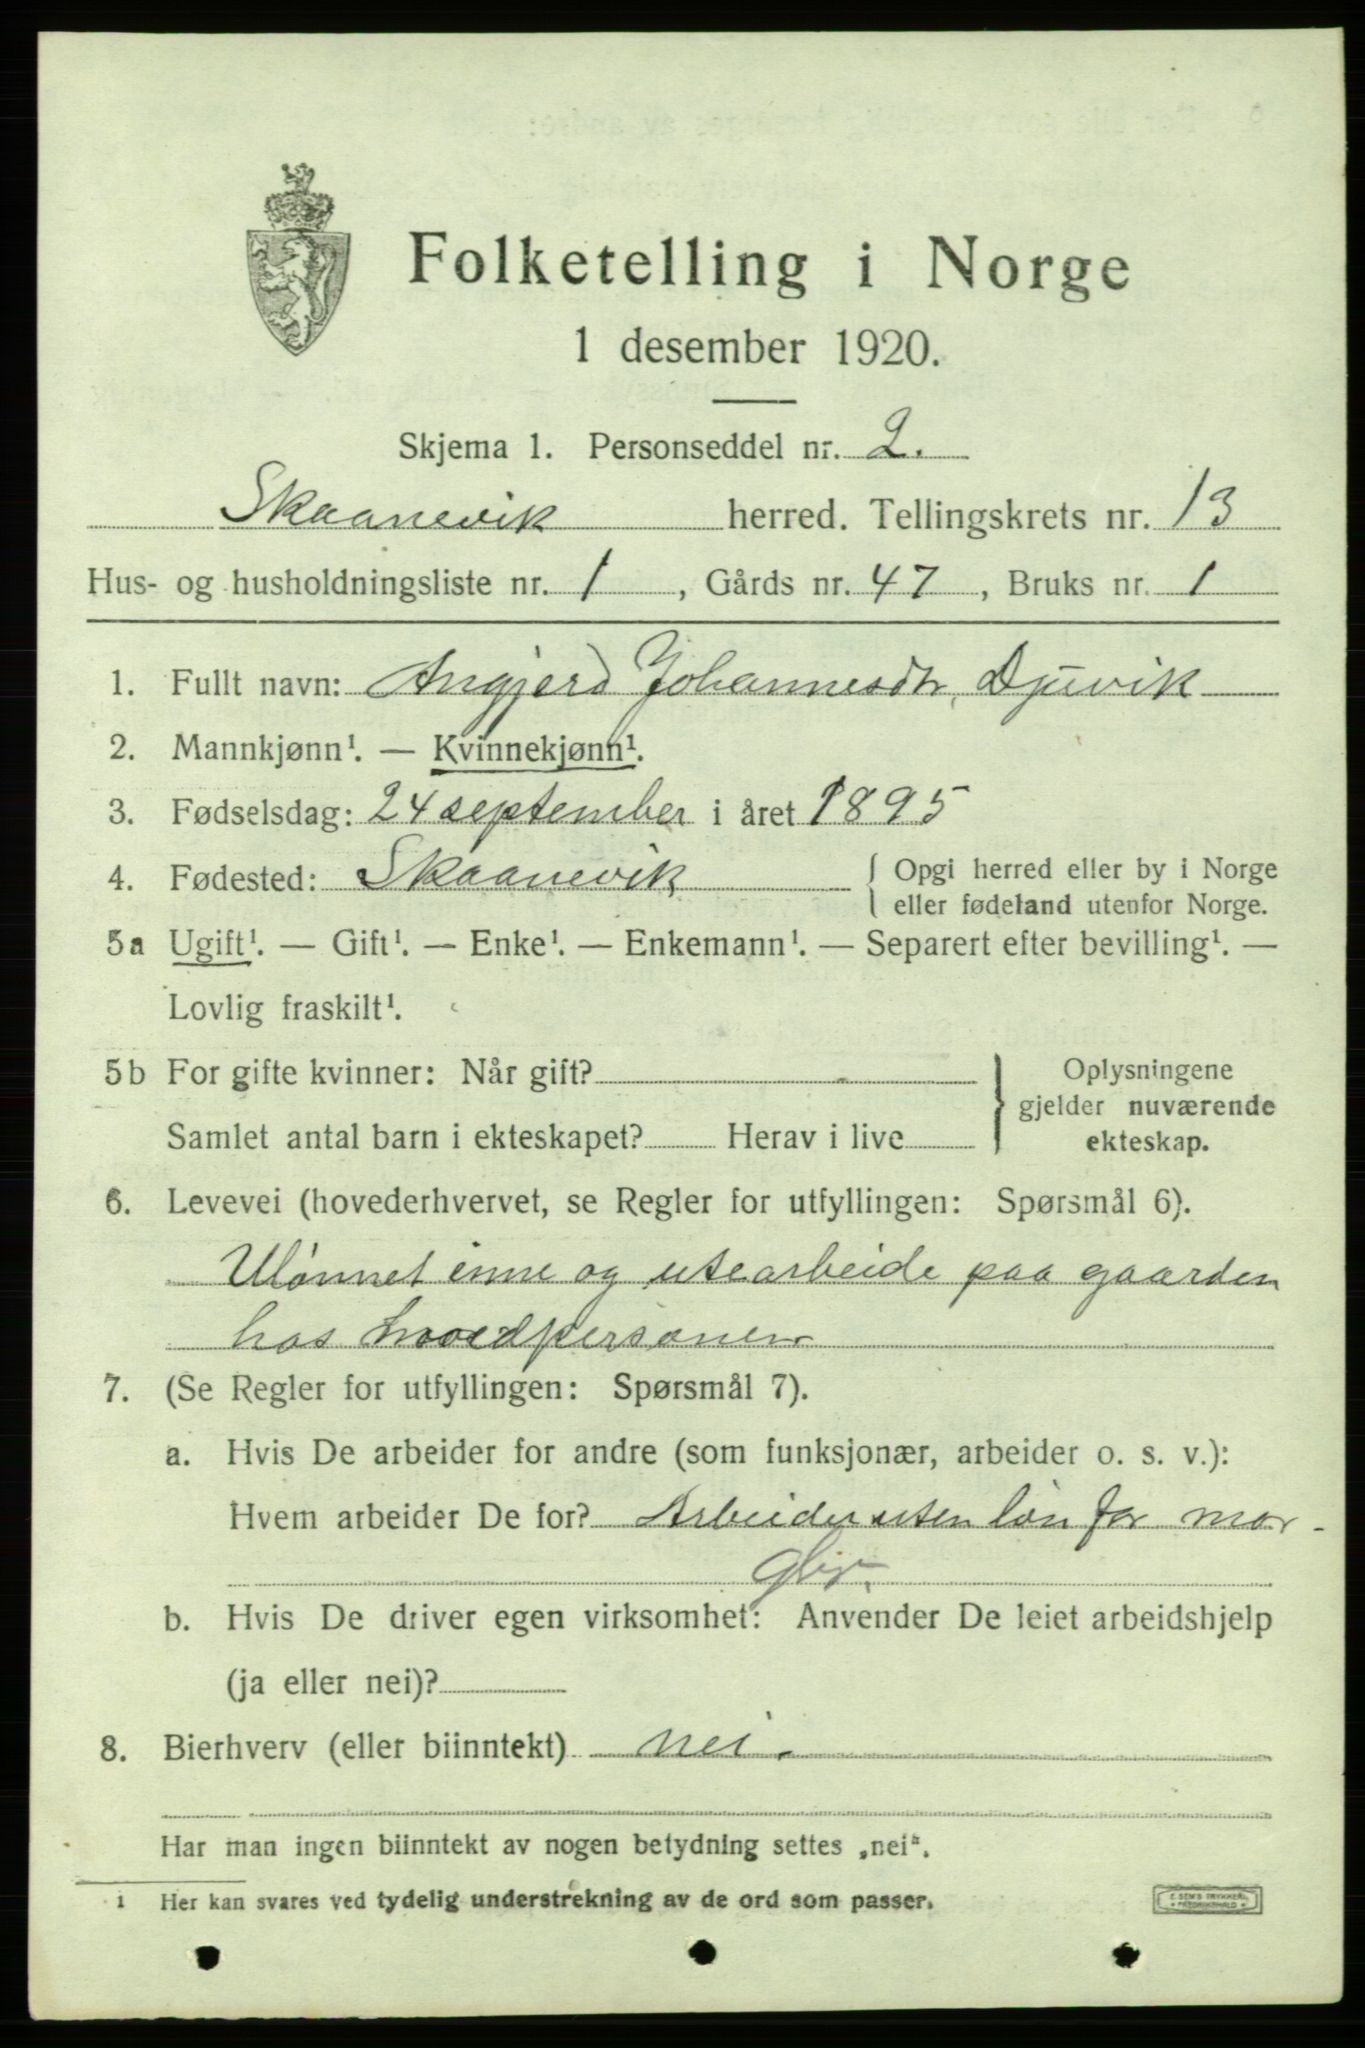 Folketelling i Norge
1 desember 1920.
Skjema 1. Personseddel nr. 2.
Skaanevik herred. Tellingskrets nr. 13
Hus- og husholdningsliste nr. 1, Gårds nr. 47, Bruks nr. 1
1. Fullt navn: Angjerd Johannesdtr. Djuvik
2. Mannkjønn¹. — Kvinnekjønn¹.
3. Fødselsdag: 24 september i året 1895
4. Fødested: Skaanevik { Opgi herred eller by i Norge
eller fødeland utenfor Norge.
5a Ugift¹. — Gift¹. — Enke¹. — Enkemann¹. — Separert efter bevilling¹. —
Lovlig fraskilt¹.
5b For gifte kvinner: Når gift? } Oplysningene
gjelder nuværende
Samlet antal barn i ekteskapet? Herav i live ekteskap.
6. Levevei (hovederhvervet, se Regler for utfyllingen: Spørsmål 6).
Ulønnet inne og utearbeide paa gaarden
hos hovedpersonen
7. (Se Regler for utfyllingen: Spørsmål 7).
a. Hvis De arbeider for andre (som funksjonær, arbeider o. s. v.):
Hvem arbeider De for? Arbeider uten løn for mor
b. Hvis De driver egen virksomhet: Anvender De leiet arbeidshjelp
(ja eller nei)?
8. Bierhverv (eller biinntekt) nei.
Har man ingen biinntekt av nogen betydning settes „nei“.
1 Her kan svares ved tydelig understrekning av de ord som passer.